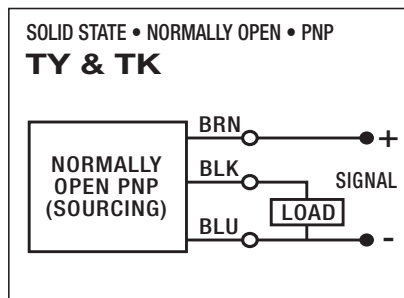 SOLID STATE • NORMALLY OPEN • PNP
TY & TK
BRN
+
NORMALLY
OPEN PNP
(SOURCING)
BLK
SIGNAL
LOAD
BLU
-